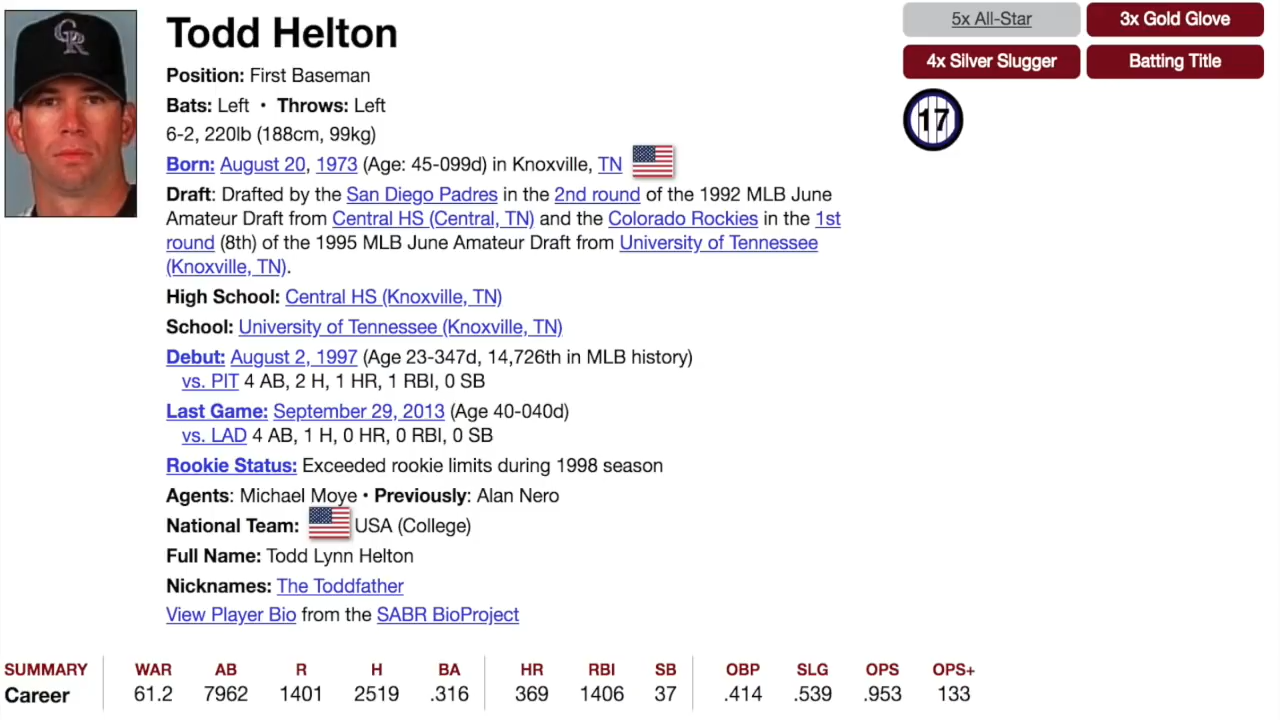 Todd Helton
Position: First Baseman
Bats: Left • Throws: Left
6-2, 220lb (188cm, 99kg)
Born: August 20, 1973 (Age: 45-099d) in Knoxville, TN
Draft: Drafted by the San Diego Padres in the 2nd round of the 1992 MLB June
Amateur Draft from Central HS (Central, TN) and the Colorado Rockies in the 1st
round (8th) of the 1995 MLB June Amateur Draft from University of Tennessee
(Knoxville, TN).
High School: Central HS (Knoxville, TN)
School: University of Tennessee (Knoxville, TN)
Debut: August 2, 1997 (Age 23-347d, 14,726th in MLB history)
vs. PIT 4 AB, 2 H, 1 HR, 1 RBI, 0 SB
Last Game: September 29, 2013 (Age 40-040d)
vs. LAD 4 AB, 1 H, 0 HR, 0 RBI, 0 SB
Rookie Status: Exceeded rookie limits during 1998 season
Agents: Michael Moye • Previously: Alan Nero
National Team: USA (College)
Full Name: Todd Lynn Helton
Nicknames: The Toddfather
View Player Bio from the SABR BioProject
5x All-Star 3x Gold Glove
4x Silver Slugger Batting Title
17
CR
SUMMARY WAR AB R H BA HR RBI SB OBP SLG OPS OPS+
Career 61.2 7962 1401 2519 .316 369 1406 37 .414 .539 .953 133